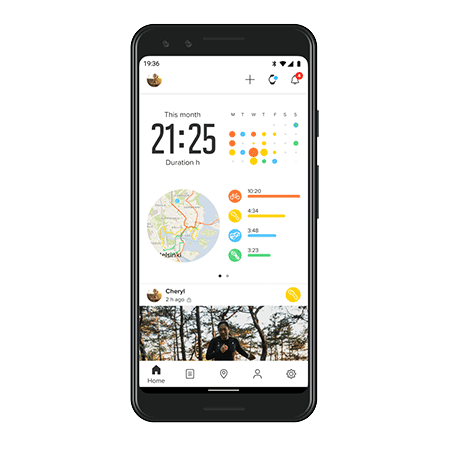 19:36
4
This month
21:25
Duration h
M T W T F S S
10:20
4:34
3:48
3:23
Helsinki
Cheryl
2 h ago
Home